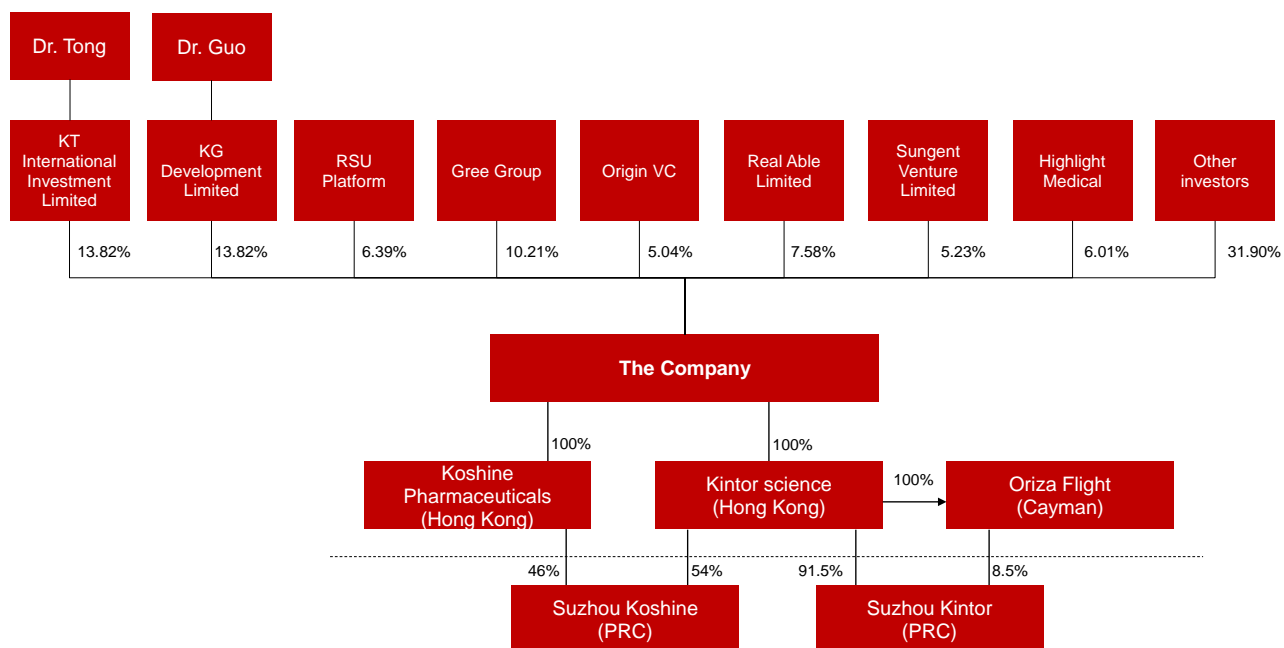 Dr. Tong
Dr. Guo
KT
International
Investment
Limited
KG
Development
Limited
RSU
Platform
Gree Group
Origin VC
Real Able
Limited
Sungent
Venture
Limited
Highlight
Medical
Other
investors
13.82%
13.82%
6.39%
10.21%
5.04%
7.58%
5.23%
6.01%
31.90%
The Company
100%
100%
Koshine
Pharmaceuticals
(Hong Kong)
Kintor science
(Hong Kong)
100%
Oriza Flight
(Cayman)
46%
54%
91.5%
8.5%
Suzhou Koshine
(PRC)
Suzhou Kintor
(PRC)